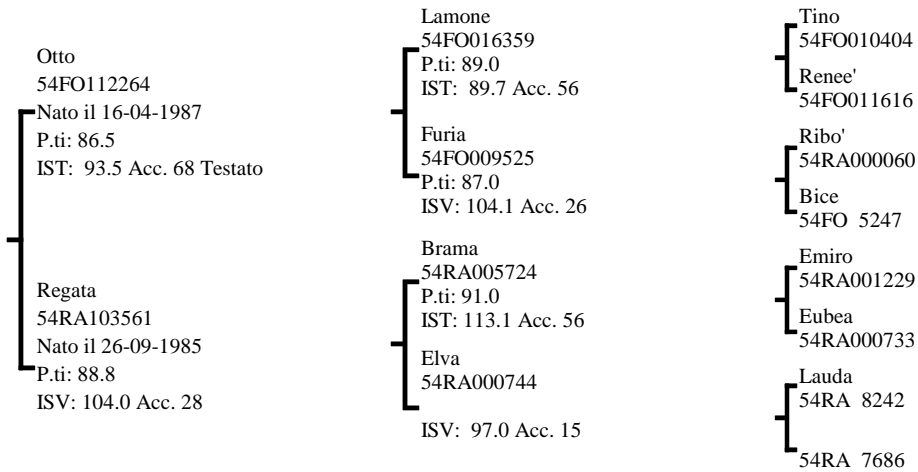 Otto
54FO112264
Nato il 16-04-1987
P.ti: 86.5
IST:  93.5 Acc. 68 Testato
Regata
54RA103561
Nato il 26-09-1985
P.ti: 88.8
ISV: 104.0 Acc. 28
Lamone
54FO016359
P.ti: 89.0
IST:  89.7 Acc. 56
Furia
54FO009525
P.ti: 87.0
ISV: 104.1 Acc. 26
Brama
54RA005724
P.ti: 91.0
IST: 113.1 Acc. 56
Elva
54RA000744
ISV:  97.0 Acc. 15
Tino
54FO010404
Renee'
54FO011616
Ribo'
54RA000060
Bice
54FO  5247
Emiro
54RA001229
Eubea
54RA000733
Lauda
54RA  8242
54RA  7686